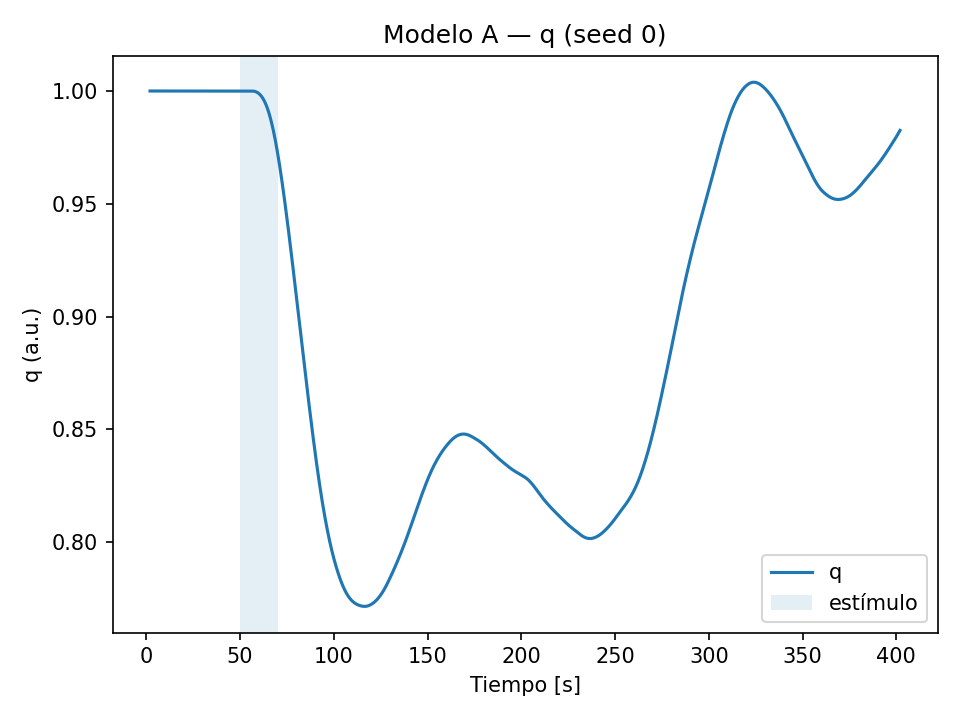 Modelo A — q (seed 0)
q (a.u.)
1.00
0.95
0.90
0.85
0.80
0 50 100 150 200 250 300 350 400
Tiempo [s]
q
estímulo